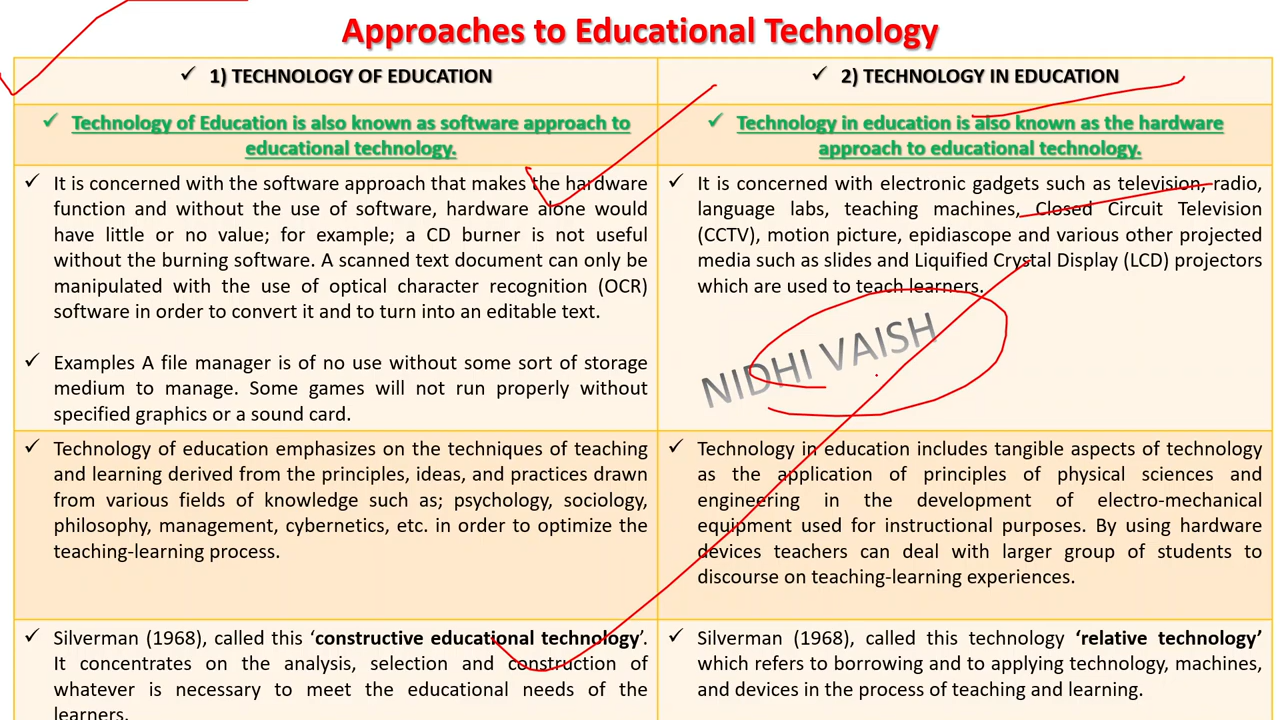 Approaches to Educational Technology
✓ 1) TECHNOLOGY OF EDUCATION
✓ 2) TECHNOLOGY IN EDUCATION
✓ Technology of Education is also known as software approach to
educational technology.
✓ Technology in education is also known as the hardware
approach to educational technology.
✓ It is concerned with the software approach that makes the hardware
function and without the use of software, hardware alone would
have little or no value; for example; a CD burner is not useful
without the burning software. A scanned text document can only be
manipulated with the use of optical character recognition (OCR)
software in order to convert it and to turn into an editable text.
✓ Examples A file manager is of no use without some sort of storage
medium to manage. Some games will not run properly without
specified graphics or a sound card.
✓ It is concerned with electronic gadgets such as television, radio,
language labs, teaching machines, Closed Circuit Television
(CCTV), motion picture, epidiascope and various other projected
media such as slides and Liquified Crystal Display (LCD) projectors
which are used to teach learners.
NIDHI VAISH
✓ Technology of education emphasizes on the techniques of teaching
and learning derived from the principles, ideas, and practices drawn
from various fields of knowledge such as; psychology, sociology,
philosophy, management, cybernetics, etc. in order to optimize the
teaching-learning process.
✓ Technology in education includes tangible aspects of technology
as the application of principles of physical sciences and
engineering in the development of electro-mechanical
equipment used for instructional purposes. By using hardware
devices teachers can deal with larger group of students to
discourse on teaching-learning experiences.
✓ Silverman (1968), called this ‘constructive educational technology’.
It concentrates on the analysis, selection and construction of
whatever is necessary to meet the educational needs of the
learners.
✓ Silverman (1968), called this technology ‘relative technology’
which refers to borrowing and to applying technology, machines,
and devices in the process of teaching and learning.